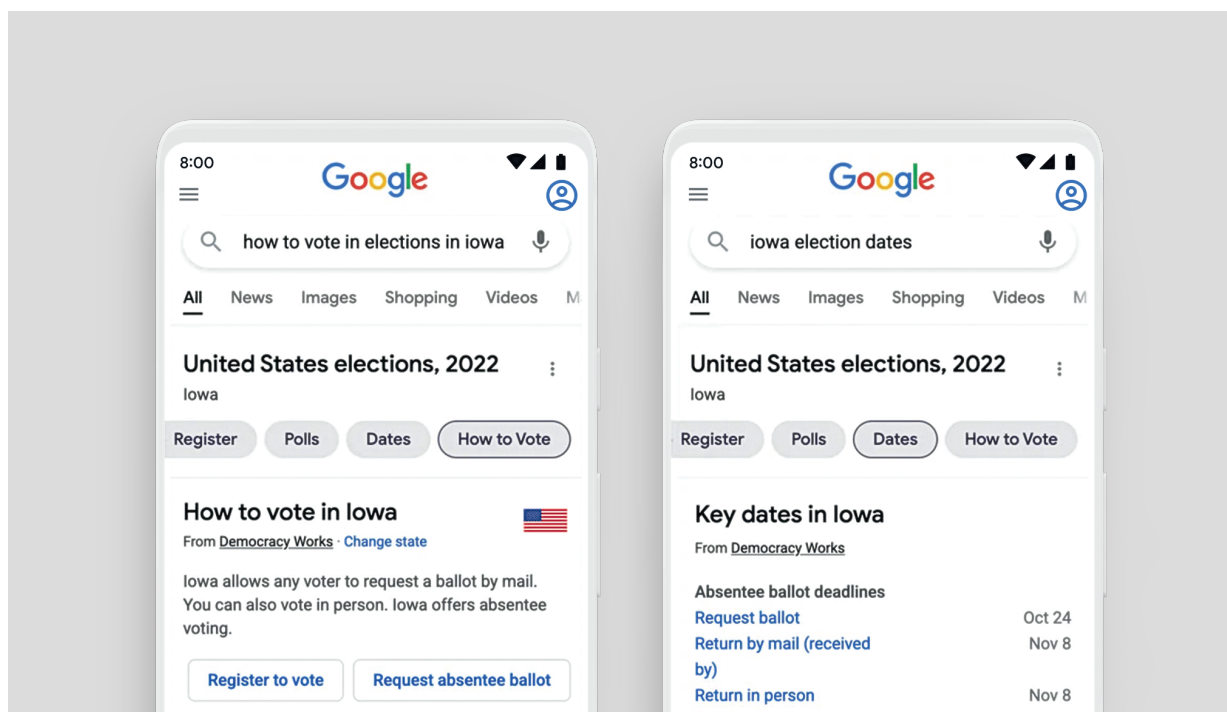 8:00
Google
how to vote in elections in iowa
All News Images Shopping Videos M
United States elections, 2022
Iowa
Register Polls Dates How to Vote
How to vote in Iowa
From Democracy Works · Change state
Iowa allows any voter to request a ballot by mail.
You can also vote in person. Iowa offers absentee
voting.
Register to vote Request absentee ballot
8:00
Google
iowa election dates
All News Images Shopping Videos M
United States elections, 2022
Iowa
Register Polls Dates How to Vote
Key dates in Iowa
From Democracy Works
Absentee ballot deadlines
Request ballot Oct 24
Return by mail (received Nov 8
by)
Return in person Nov 8